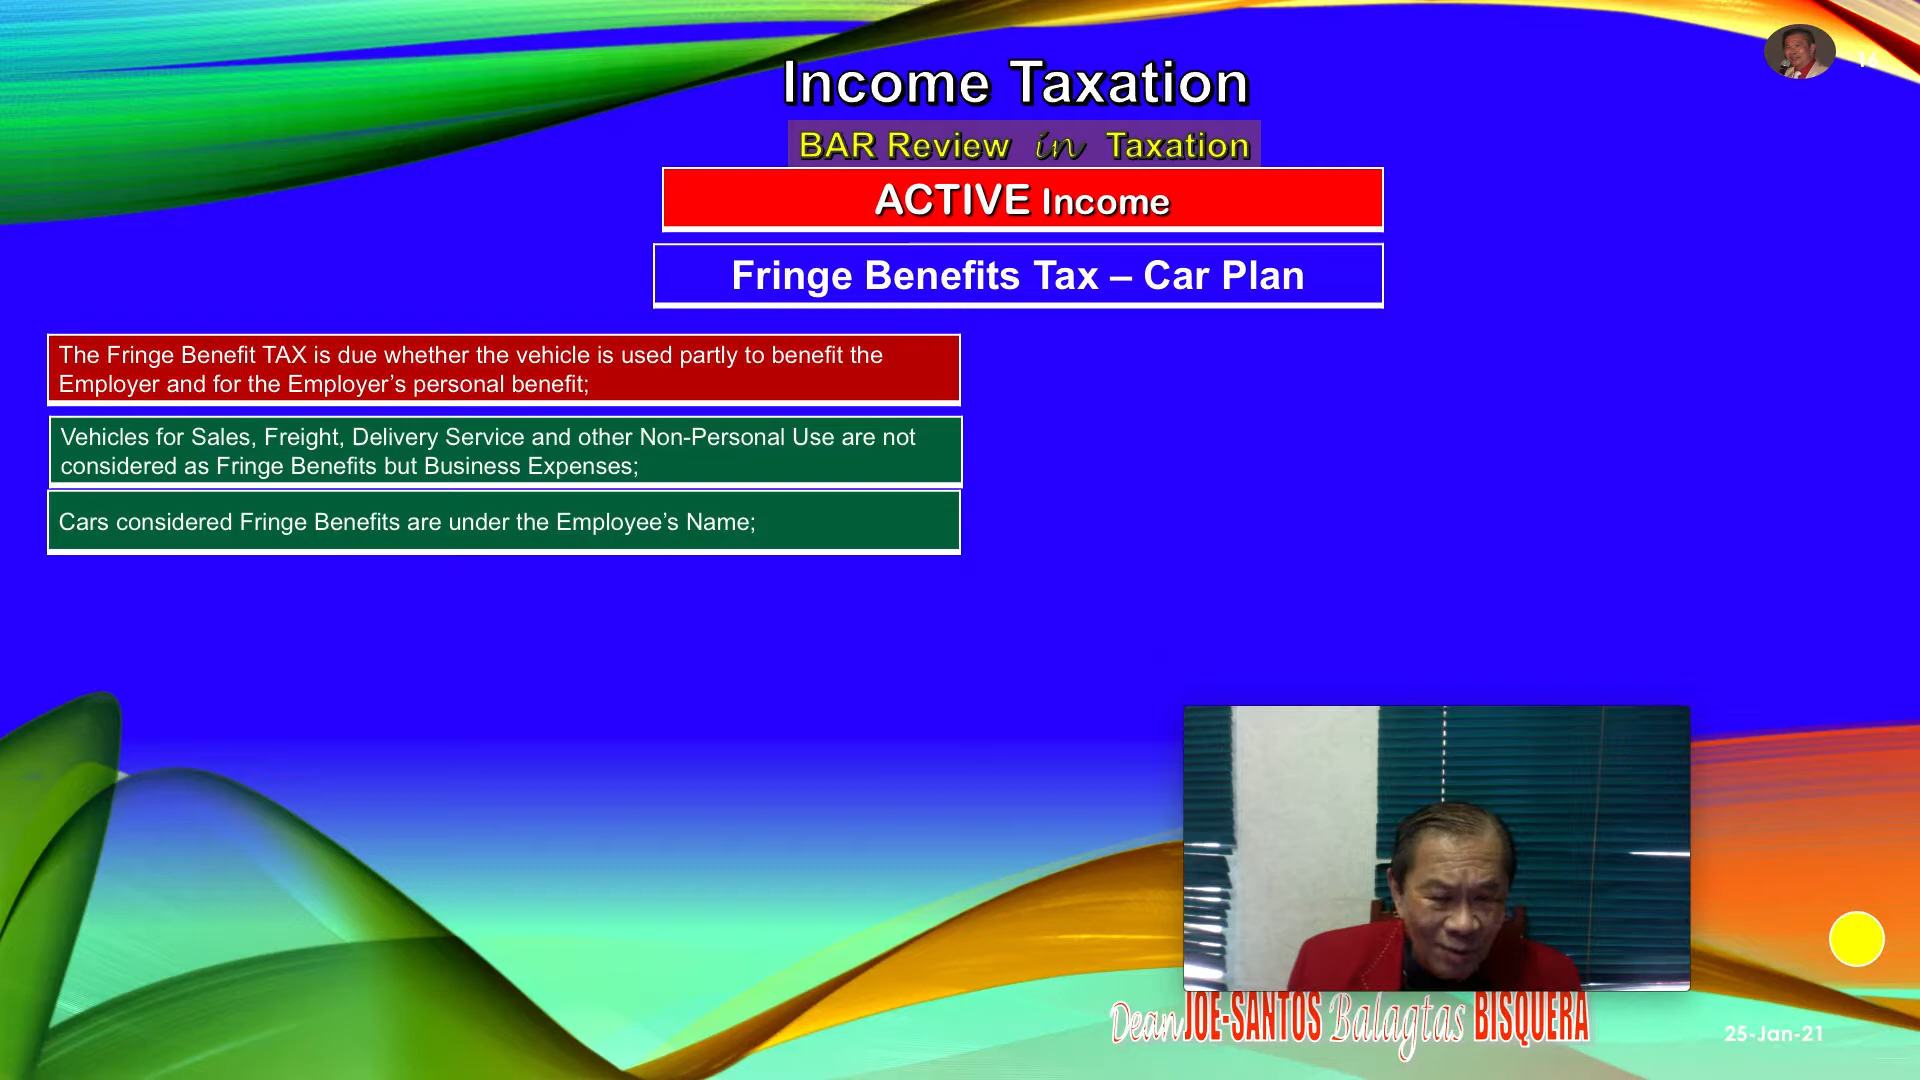 16
Income Taxation
BAR Review in Taxation
ACTIVE Income
Fringe Benefits Tax – Car Plan
The Fringe Benefit TAX is due whether the vehicle is used partly to benefit the
Employer and for the Employer’s personal benefit;
Vehicles for Sales, Freight, Delivery Service and other Non-Personal Use are not
considered as Fringe Benefits but Business Expenses;
Cars considered Fringe Benefits are under the Employee’s Name;
Dean JOE-SANTOS Balagtas BISQUERA
25-Jan-21